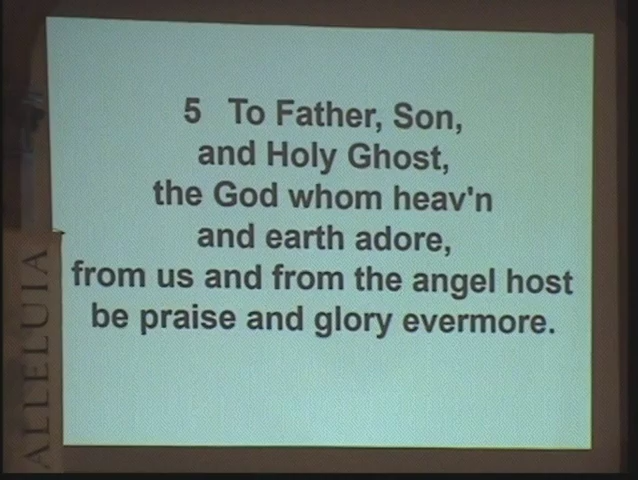 5 To Father, Son,
and Holy Ghost,
the God whom heav'n
and earth adore,
from us and from the angel host
be praise and glory evermore.
ALLELUIA